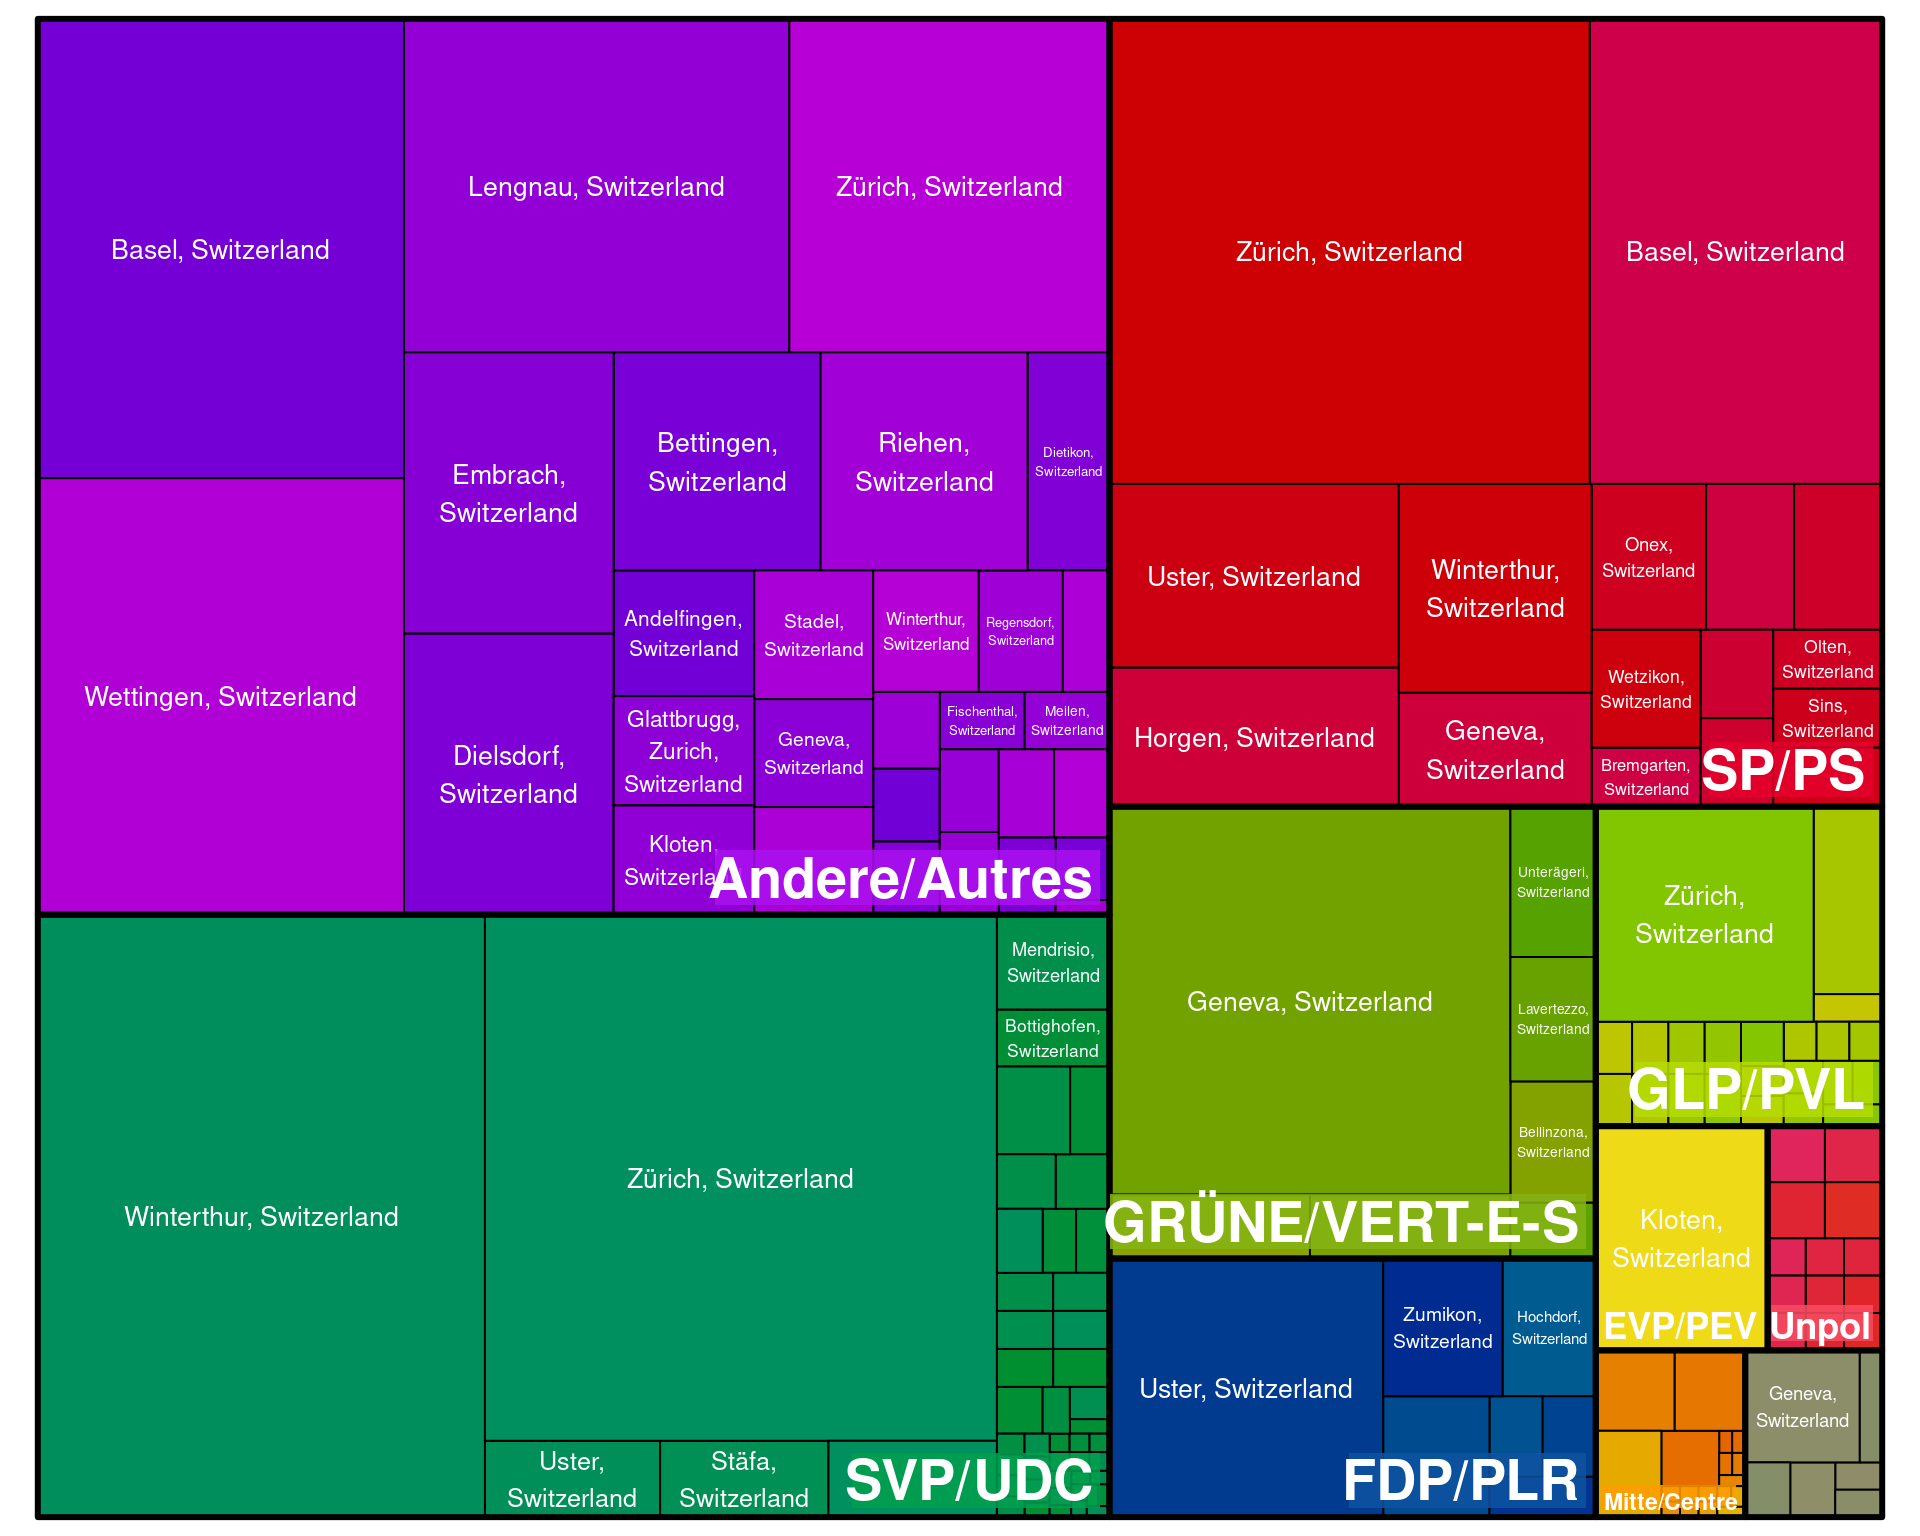 Basel, Switzerland
Lengnau, Switzerland
Zürich, Switzerland
Wettingen, Switzerland
Embrach,
Switzerland
Bettingen,
Switzerland
Riehen,
Switzerland
Dietikon,
Switzerland
Dielsdorf,
Switzerland
Andelfingen,
Switzerland
Stadel,
Switzerland
Winterthur,
Switzerland
Regensdorf,
Switzerland
Glattbrugg,
Zurich,
Switzerland
Geneva,
Switzerland
Fischenthal,
Switzerland
Meilen,
Switzerland
Kloten,
Switzerla
Andere/Autres
Zürich, Switzerland
Basel, Switzerland
Uster, Switzerland
Winterthur,
Switzerland
Horgen, Switzerland
Geneva,
Switzerland
Onex,
Switzerland
Wetzikon,
Switzerland
Olten,
Switzerland
Sins,
Switzerland
Bremgarten,
Switzerland
SP/PS
Winterthur, Switzerland
Zürich, Switzerland
Mendrisio,
Switzerland
Bottighofen,
Switzerland
Uster,
Switzerland
Stäfa,
Switzerland
SVP/UDC
Geneva, Switzerland
Unterägeri,
Switzerland
Lavertezzo,
Switzerland
Bellinzona,
Switzerland
GRÜNE/VERT-E-S
Zürich,
Switzerland
GLP/PVL
Kloten,
Switzerland
EVP/PEV
Unpol
Uster, Switzerland
Zumikon,
Switzerland
Hochdorf,
Switzerland
FDP/PLR
Mitte/Centre
Geneva,
Switzerland